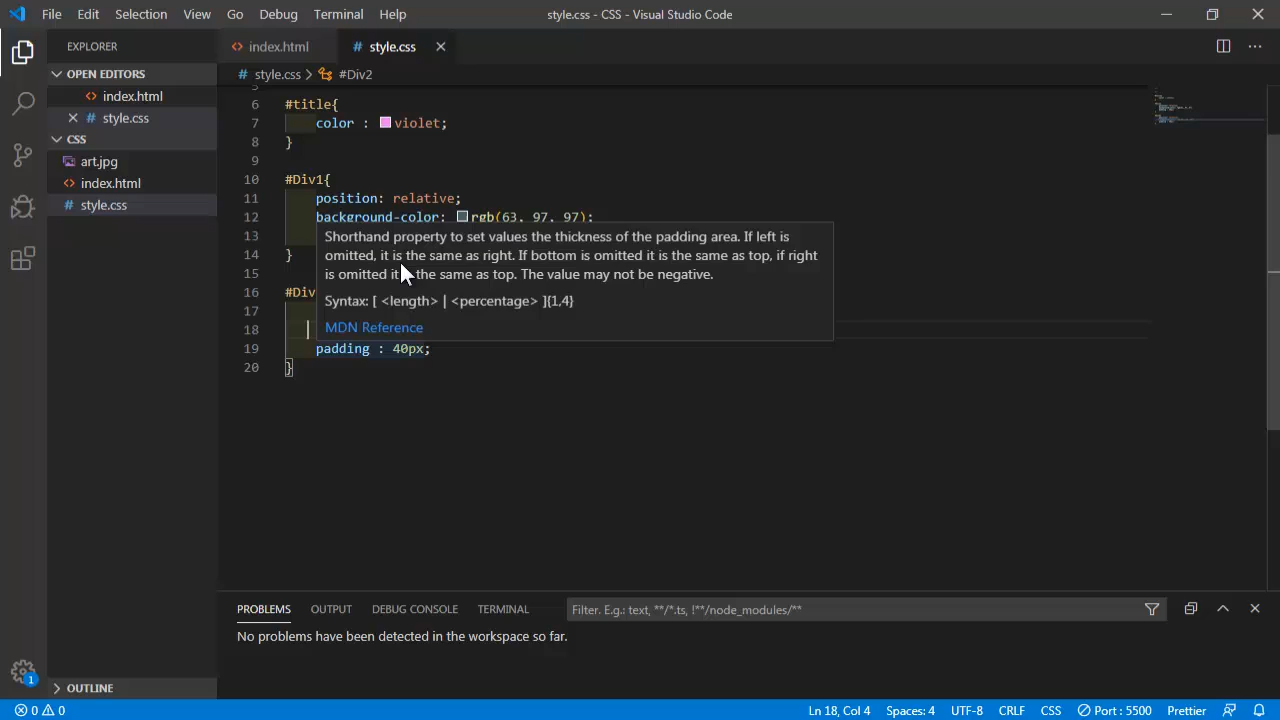 File Edit Selection View Go Debug Terminal Help style.css - CSS - Visual Studio Code
EXPLORER
OPEN EDITORS
index.html
style.css
CSS
art.jpg
index.html
style.css
OUTLINE
index.html style.css
style.css #Div2
6 #title{
7 color : violet;
8 }
9
10 #Div1{
11 position: relative;
12 background-color: rgb(63, 97, 97);
13
14 }
15
16 #Div
17
18
19 padding : 40px;
20 }
Shorthand property to set values the thickness of the padding area. If left is
omitted, it is the same as right. If bottom is omitted it is the same as top, if right
is omitted it the same as top. The value may not be negative.
Syntax: [ <length> | <percentage> ]{1,4}
MDN Reference
PROBLEMS OUTPUT DEBUG CONSOLE TERMINAL Filter. E.g.: text, **/*.ts, !**/node_modules/**
No problems have been detected in the workspace so far.
1
0 0 Ln 18, Col 4 Spaces: 4 UTF-8 CRLF CSS Port : 5500 Prettier